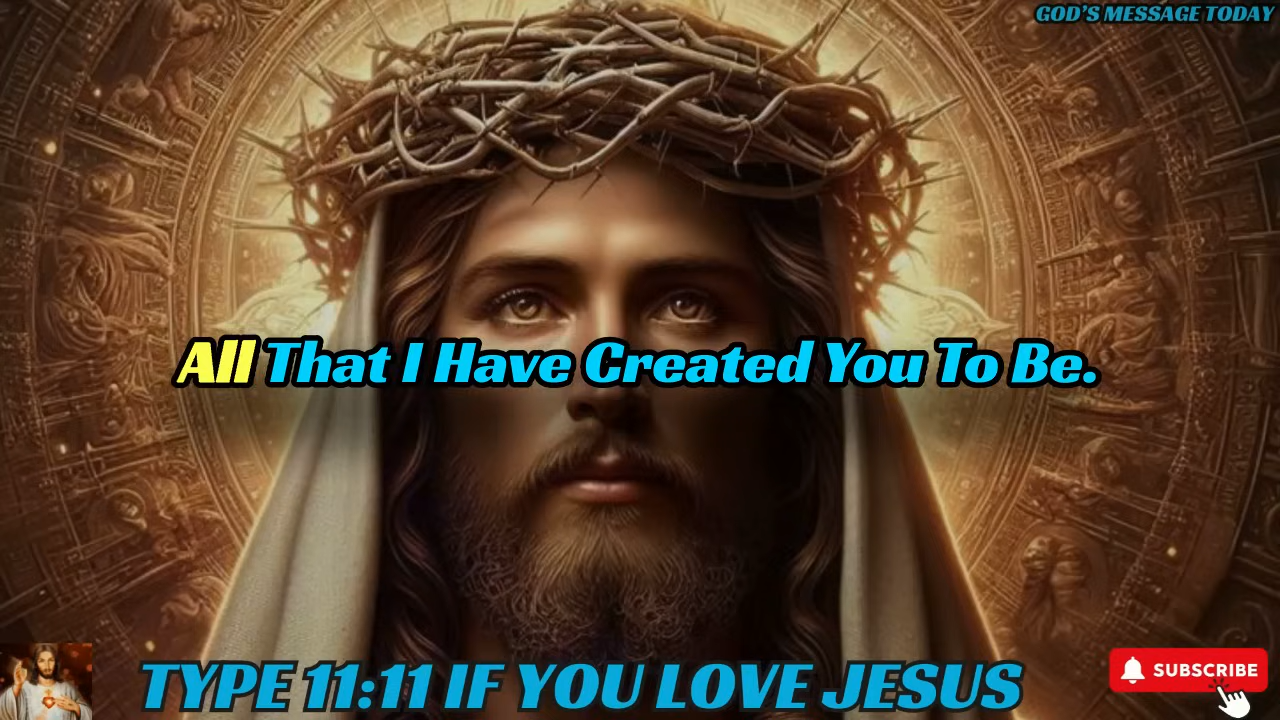 GOD'S MESSAGE TODAY
All That I Have Created You To Be.
TYPE 11:11 IF YOU LOVE JESUS
SUBSCRIBE